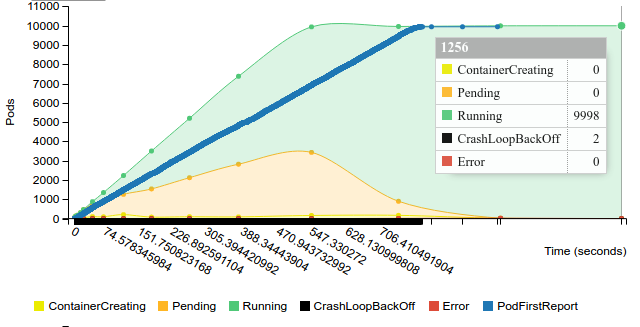 11000
10000
9000
8000
7000
6000
5000
4000
3000
2000
1000
0
Pods
1256
ContainerCreating 0
Pending 0
Running 9998
CrashLoopBackOff 2
Error 0
0
74.578345984
151.750823168
226.892591104
305.394420992
388.34443904
470.943732992
547.330272
628.130999808
706.410491904
Time (seconds)
ContainerCreating Pending Running CrashLoopBackOff Error PodFirstReport